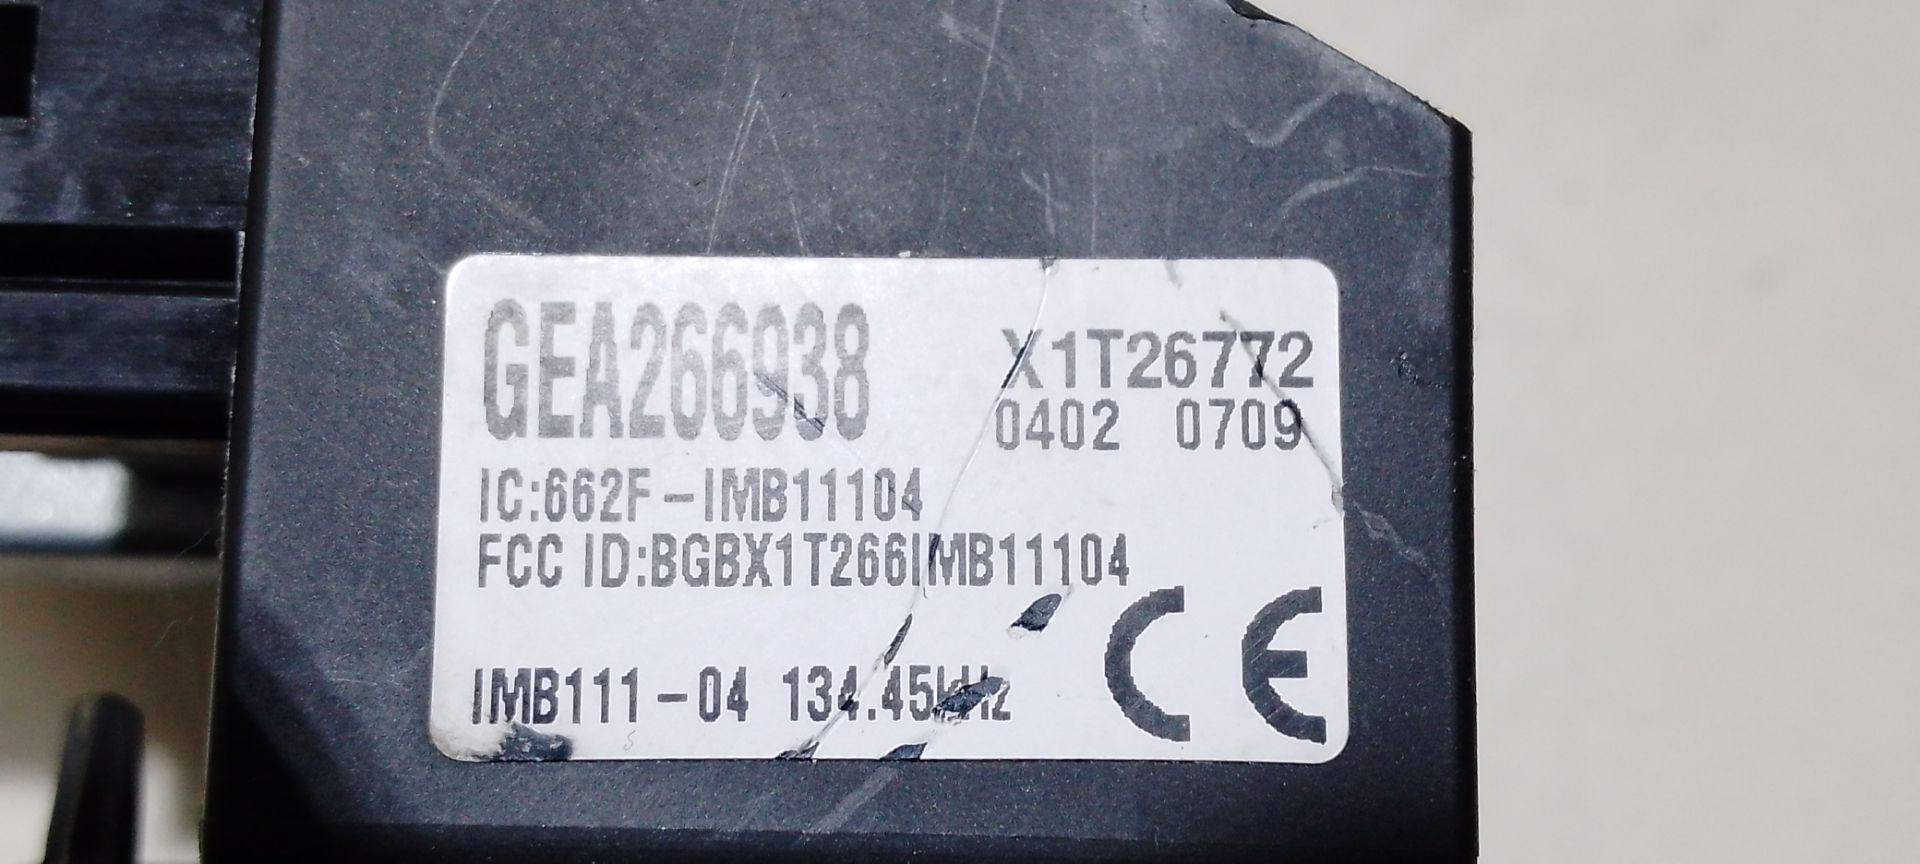 GEA266938 X1T26772
0402 0709
IC:662F-IMB11104
FCC ID:BGBX1T266IMB11104
IMB111-04 134.45kHz CE